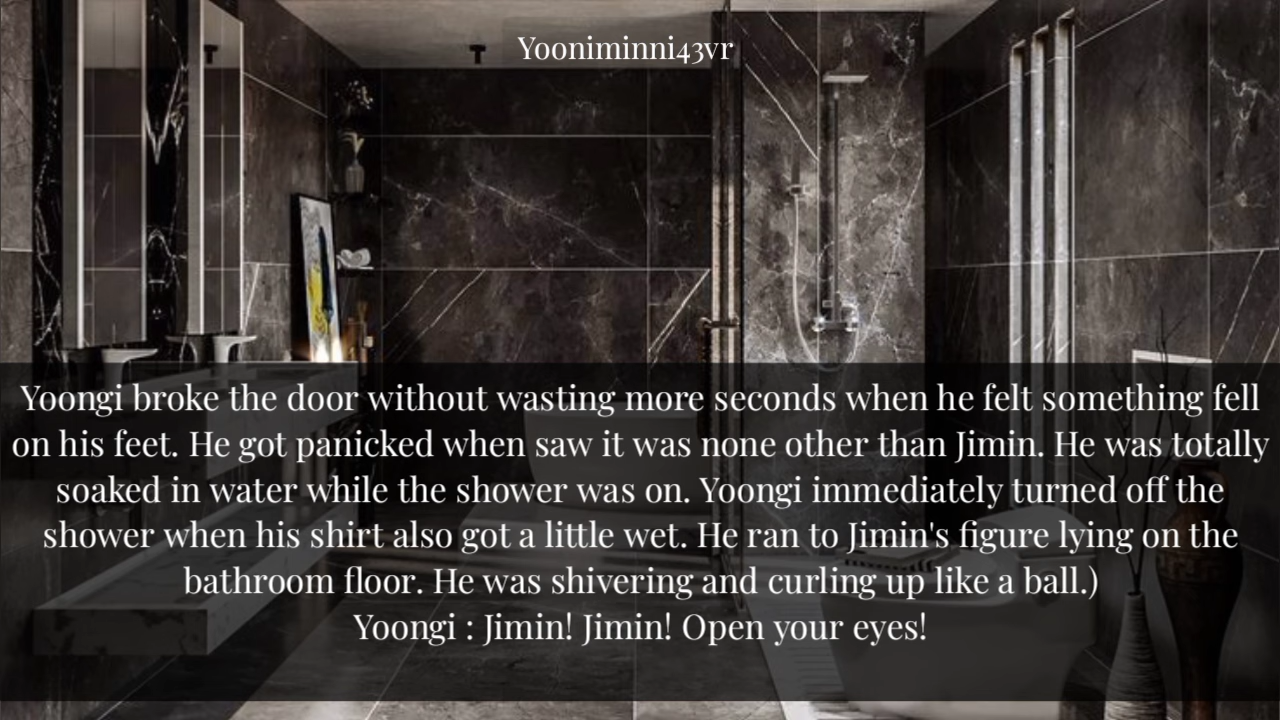 Yooniminni43vr
Yoongi broke the door without wasting more seconds when he felt something fell
on his feet. He got panicked when saw it was none other than Jimin. He was totally
soaked in water while the shower was on. Yoongi immediately turned off the
shower when his shirt also got a little wet. He ran to Jimin's figure lying on the
bathroom floor. He was shivering and curling up like a ball.)
Yoongi : Jimin! Jimin! Open your eyes!